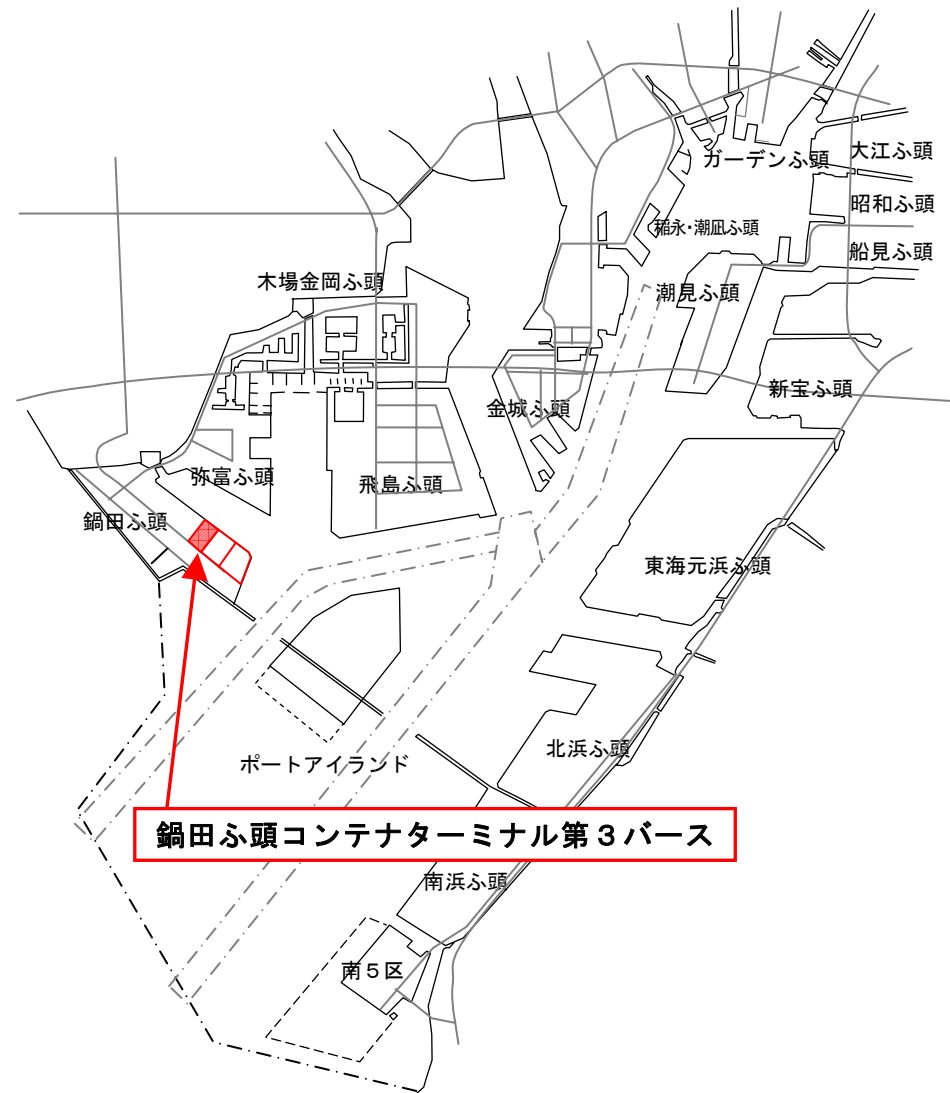 ガーデンふ頭
大江ふ頭
昭和ふ頭
稲永・潮凪ふ頭
船見ふ頭
木場金岡ふ頭
潮見ふ頭
新宝ふ頭
金城ふ頭
弥富ふ頭
飛島ふ頭
鍋田ふ頭
東海元浜ふ頭
北浜ふ頭
ポートアイランド
鍋田ふ頭コンテナターミナル第３バース
南浜ふ頭
南５区